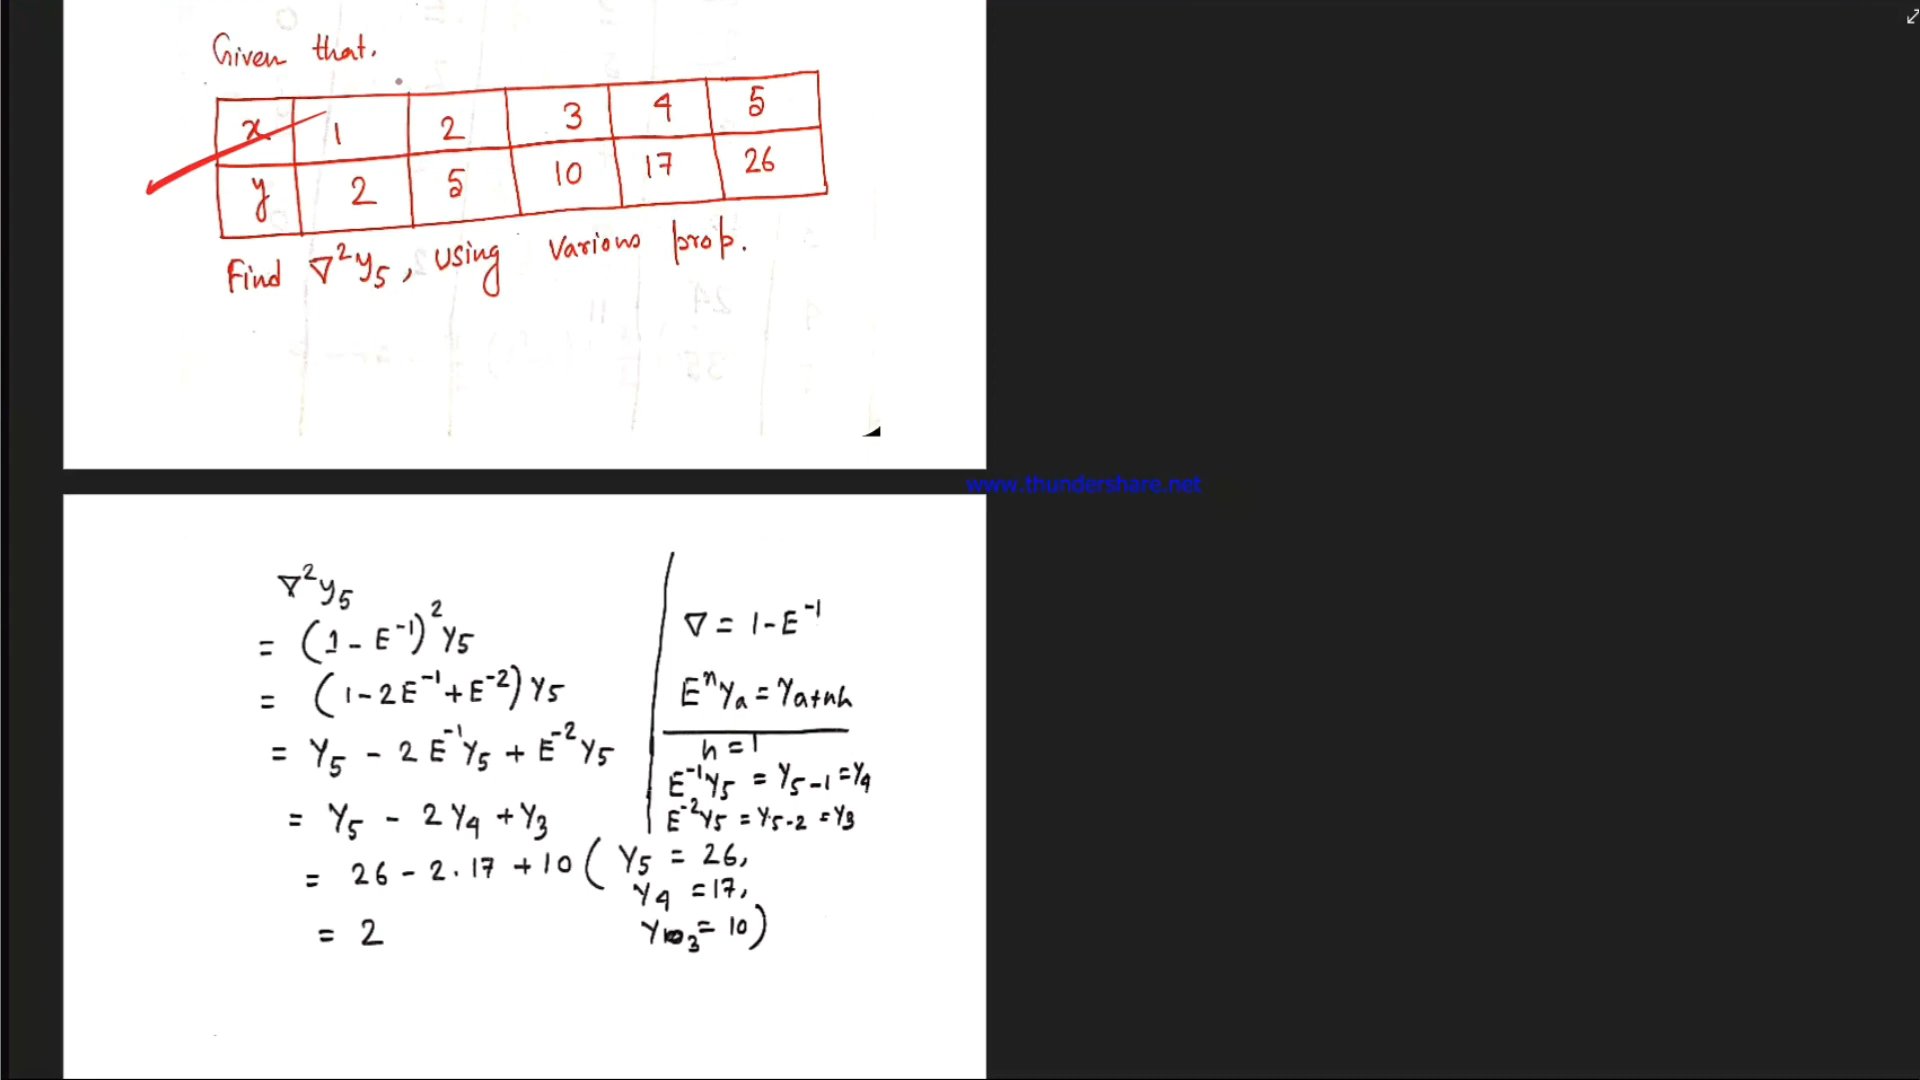 Given that.
x 1 2 3 4 5
y 2 5 10 17 26
Find ∇²y₅, using various prop.
www.thundershare.net
∇²y₅
= (1 - E⁻¹)² Y₅
= (1 - 2E⁻¹ + E⁻²) Y₅
= Y₅ - 2 E⁻¹Y₅ + E⁻²Y₅
= Y₅ - 2Y₄ + Y₃
= 26 - 2.17 + 10 ( Y₅ = 26,
Y₄ = 17,
= 2 Y₃ = 10)
∇ = 1 - E⁻¹
EⁿYₐ = Yₐ₊ₙₕ
h = 1
E⁻¹Y₅ = Y₅₋₁ = Y₄
E⁻²Y₅ = Y₅₋₂ = Y₃